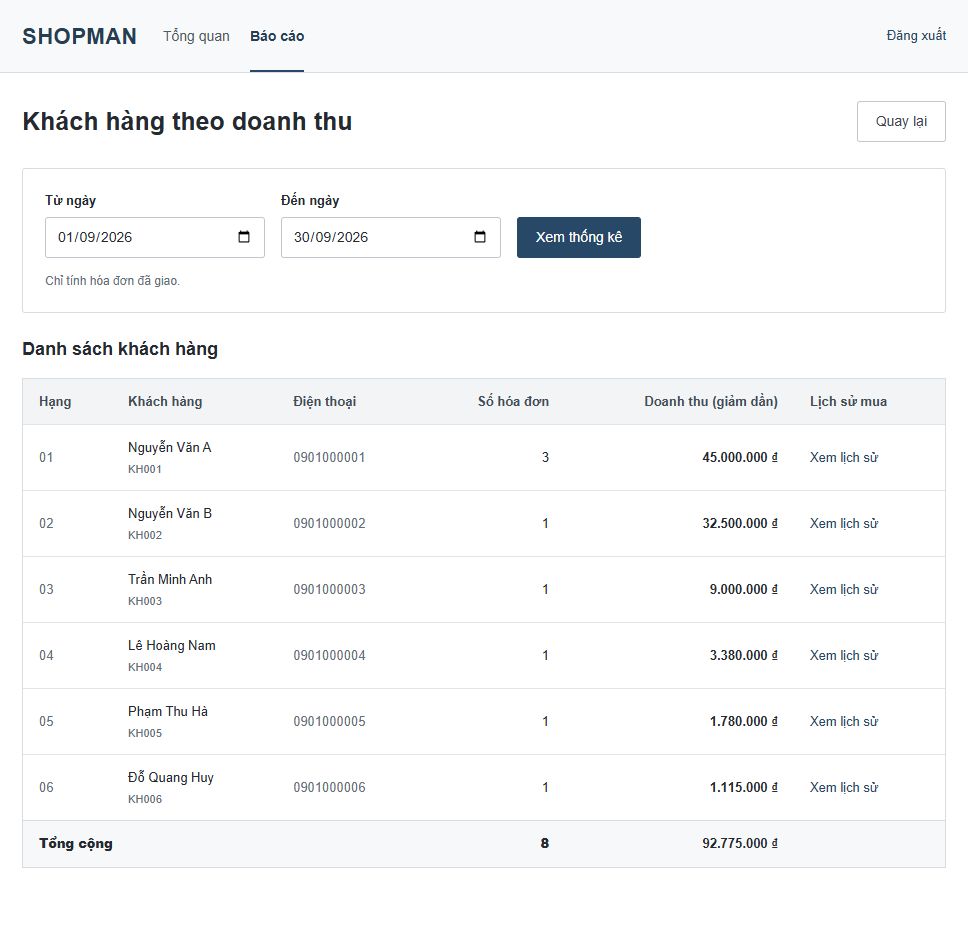 SHOPMAN Tổng quan Báo cáo Đăng xuất
Khách hàng theo doanh thu Quay lại
Từ ngày Đến ngày
01/09/2026 30/09/2026 Xem thống kê
Chỉ tính hóa đơn đã giao.
Danh sách khách hàng
Hạng Khách hàng Điện thoại Số hóa đơn Doanh thu (giảm dần) Lịch sử mua
01 Nguyễn Văn A KH001 0901000001 3 45.000.000 ₫ Xem lịch sử
02 Nguyễn Văn B KH002 0901000002 1 32.500.000 ₫ Xem lịch sử
03 Trần Minh Anh KH003 0901000003 1 9.000.000 ₫ Xem lịch sử
04 Lê Hoàng Nam KH004 0901000004 1 3.380.000 ₫ Xem lịch sử
05 Phạm Thu Hà KH005 0901000005 1 1.780.000 ₫ Xem lịch sử
06 Đỗ Quang Huy KH006 0901000006 1 1.115.000 ₫ Xem lịch sử
Tổng cộng 8 92.775.000 ₫